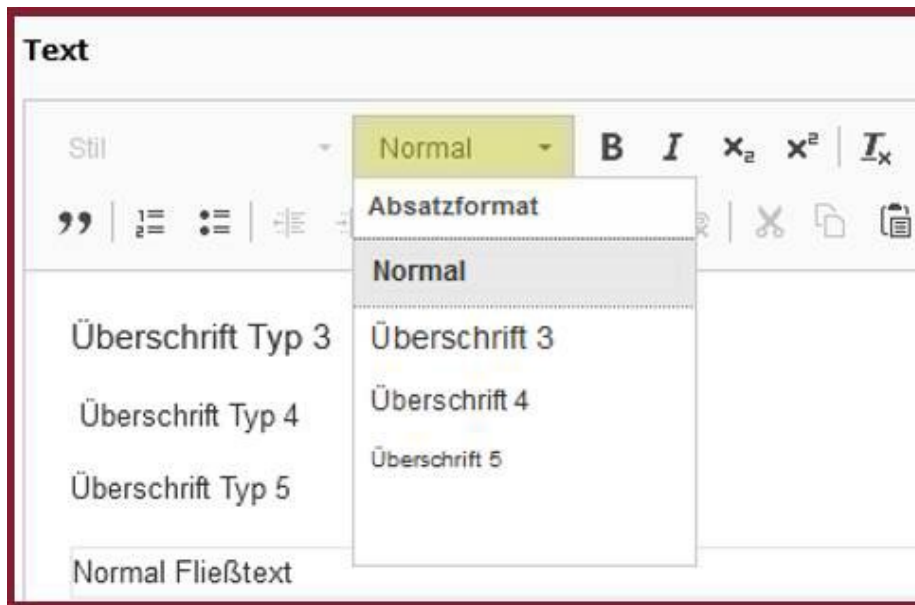 Text
Stil
Normal
B I x₂ x² Ix
Absatzformat
Normal
Überschrift 3
Überschrift 4
Überschrift 5
Überschrift Typ 3
Überschrift Typ 4
Überschrift Typ 5
Normal Fließtext